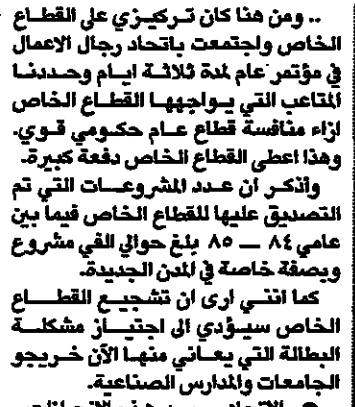 .. ومن هنا كان تركيزي على القطاع
الخاص واجتمعت باتحاد رجال الاعمال
في مؤتمر عام لمدة ثلاثة ايام وحددنا
المتاعب التي يواجهها القطاع الخاص
ازاء منافسة قطاع عام حكومي قوي.
وهذا اعطى القطاع الخاص دفعة كبيرة.
وأذكر ان عدد المشروعات التي تم
التصديق عليها للقطاع الخاص فيما بين
عامي ٨٤ — ٨٥ بلغ حوالي الفي مشروع
وبصفة خاصة في المدن الجديدة.
كما انني ارى ان تشجيع القطاع
الخاص سيؤدي الى اجتياز مشكلة
البطالة التي يعاني منها الآن خريجو
الجامعات والمدارس الصناعية.